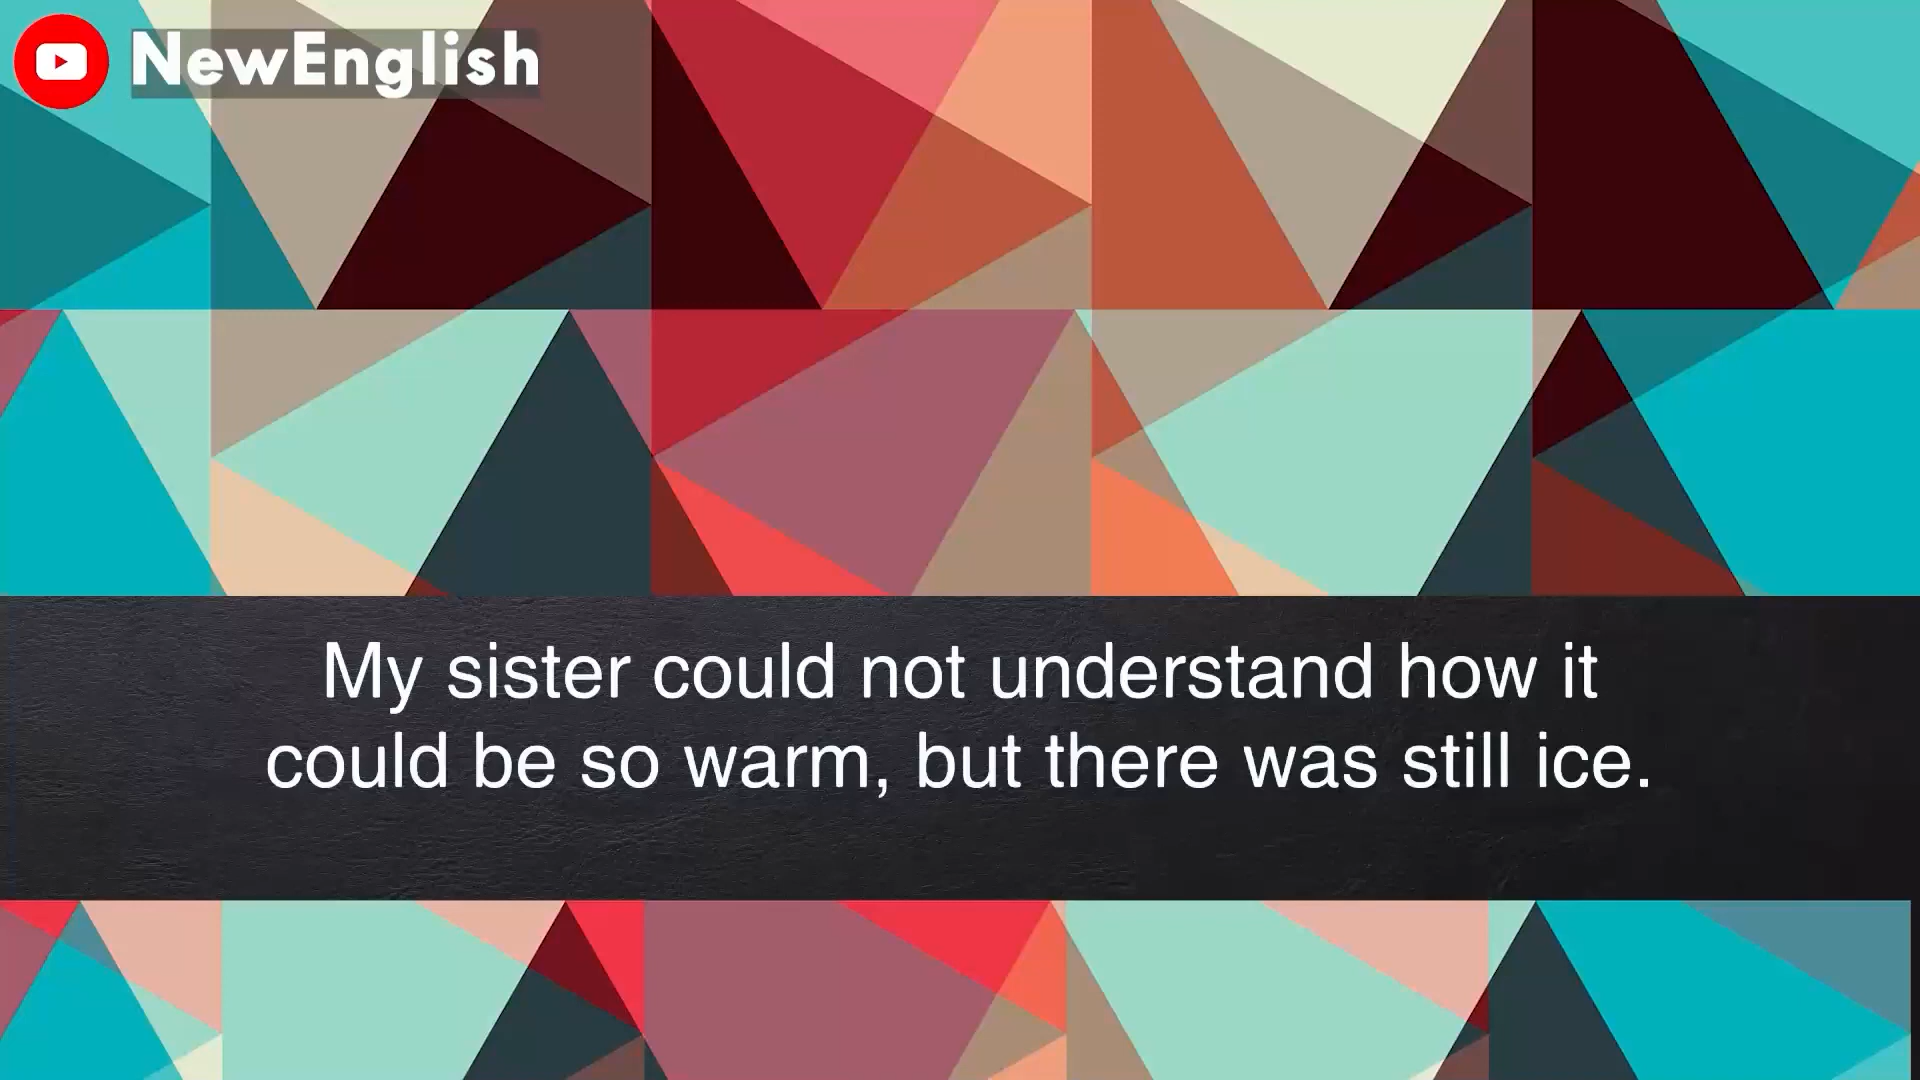 NewEnglish
My sister could not understand how it
could be so warm, but there was still ice.